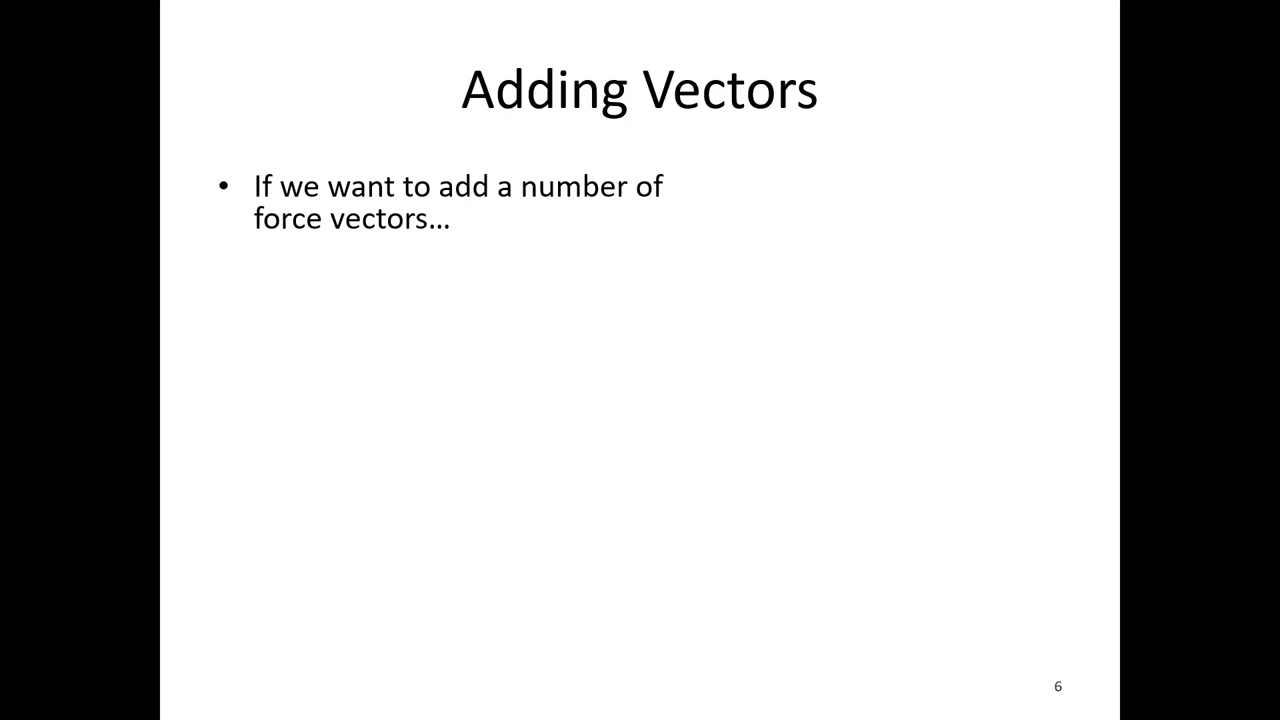 Adding Vectors
• If we want to add a number of
force vectors…
6